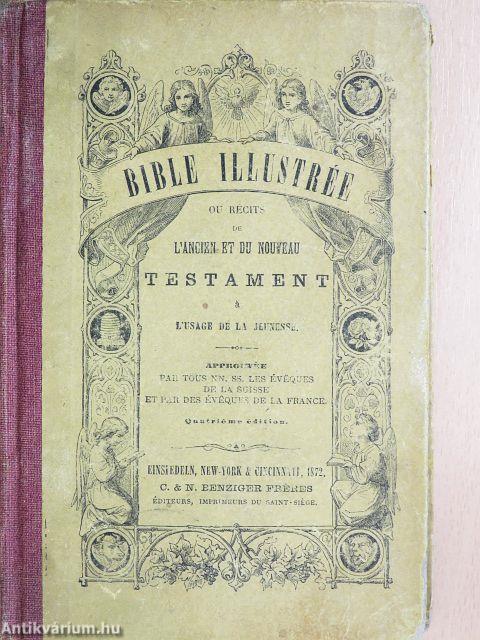 BIBLE ILLUSTRÉE
OU RÉCITS
DE
L'ANCIEN ET DU NOUVEAU
TESTAMENT
à
L'USAGE DE LA JEUNESSE.
APPROUVÉE
PAR TOUS NN. SS. LES ÉVÊQUES
DE LA SUISSE
ET PAR DES ÉVÊQUES DE LA FRANCE.
Quatrième édition.
EINSIEDELN, NEW-YORK & CINCINNATI, 1872,
C. & N. BENZIGER FRÈRES
ÉDITEURS, IMPRIMEURS DU SAINT-SIÈGE.
Antikvárium.hu